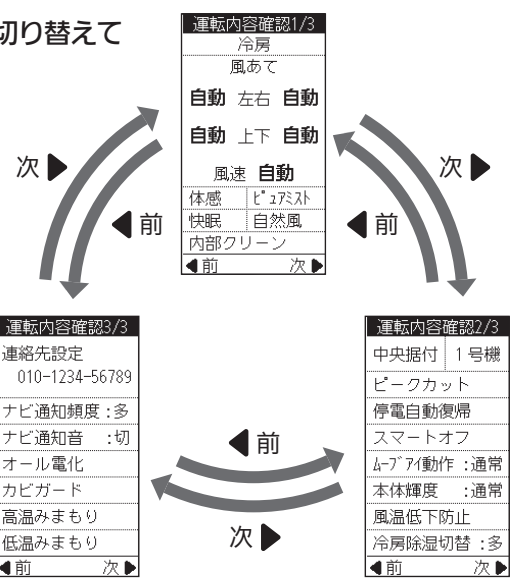 切り替えて
運転内容確認1/3
冷房
風あて
自動 左右 自動
自動 上下 自動
風速 自動
体感 ピュアミスト
快眠 自然風
内部クリーン
◀前 次▶
次▶
◀前
◀前
次▶
運転内容確認3/3
連絡先設定
010-1234-56789
ナビ通知頻度:多
ナビ通知音 :切
オール電化
カビガード
高温みまもり
低温みまもり
◀前 次▶
◀前
次▶
運転内容確認2/3
中央据付 1号機
ピークカット
停電自動復帰
スマートオフ
ムーブアイ動作 :通常
本体輝度 :通常
風温低下防止
冷房除湿切替 :多
◀前 次▶